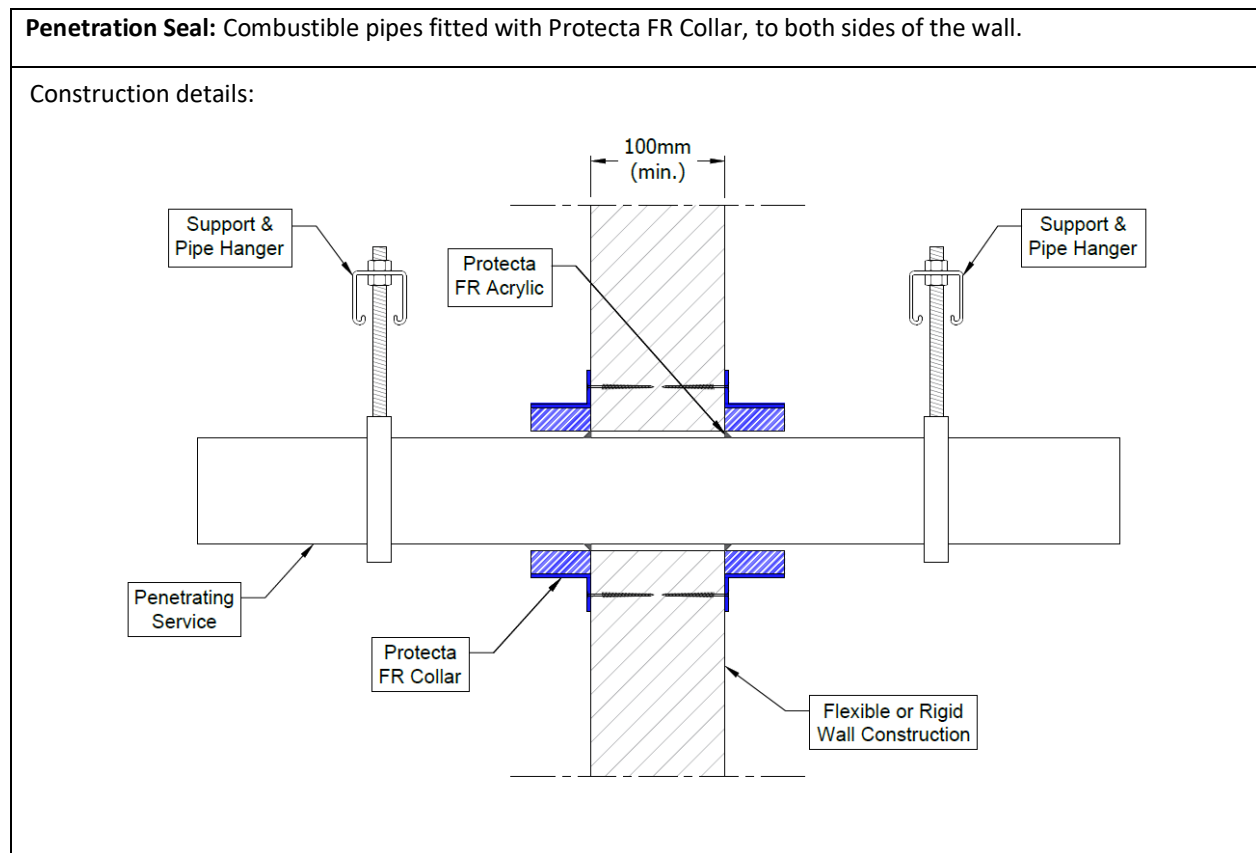 Penetration Seal: Combustible pipes fitted with Protecta FR Collar, to both sides of the wall.
Construction details:
100mm
(min.)
Support &
Pipe Hanger
Protecta
FR Acrylic
Support &
Pipe Hanger
Penetrating
Service
Protecta
FR Collar
Flexible or Rigid
Wall Construction